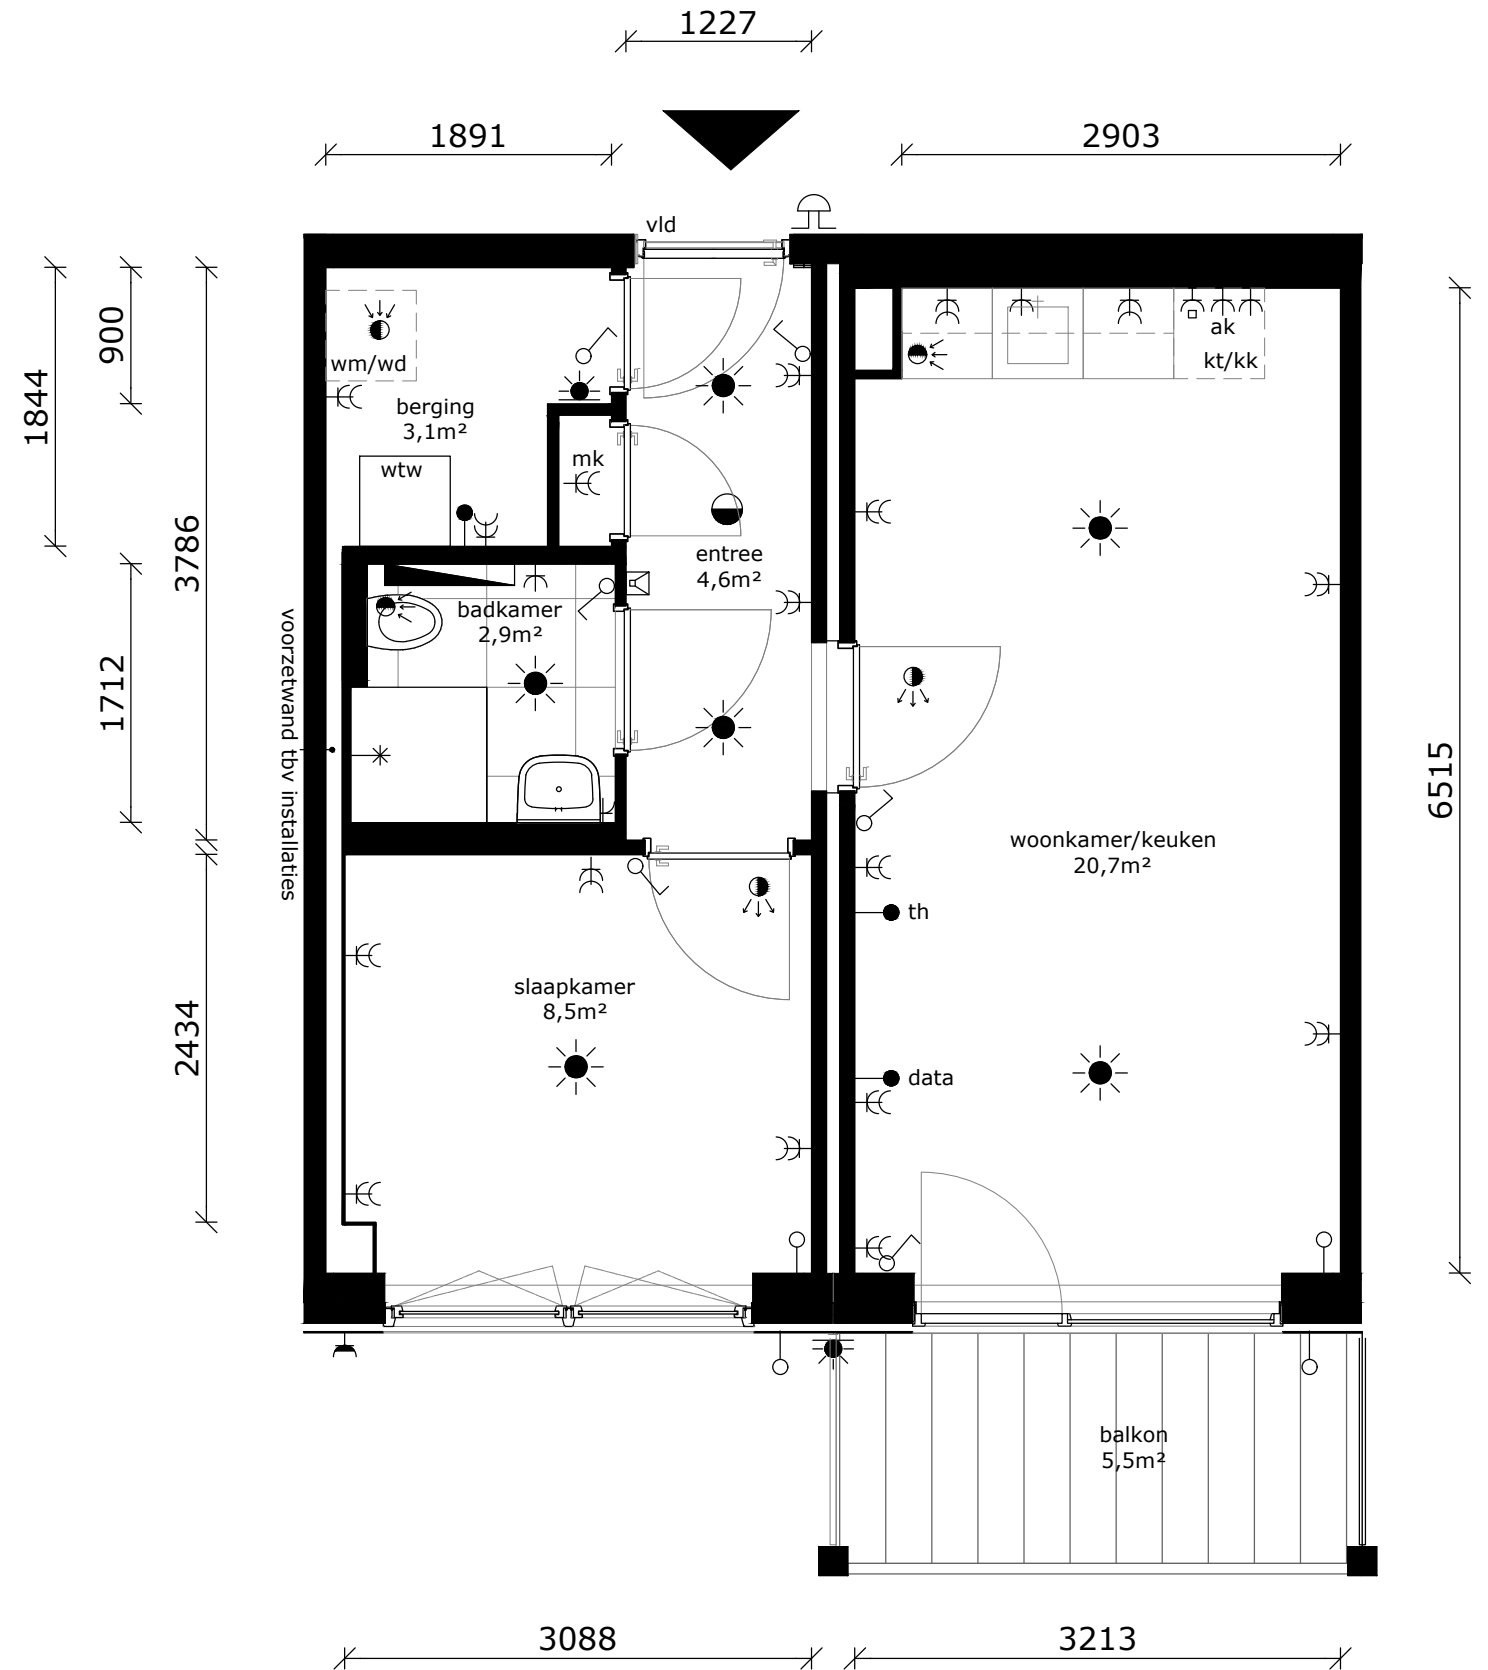 1227
1891
2903
vld
900
1844
3786
wm/wd
berging
3,1m²
wtw
mk
ak
kt/kk
entree
4,6m²
badkamer
2,9m²
1712
voorzetwand tbv installaties
6515
woonkamer/keuken
20,7m²
th
slaapkamer
8,5m²
2434
data
balkon
5,5m²
3088
3213